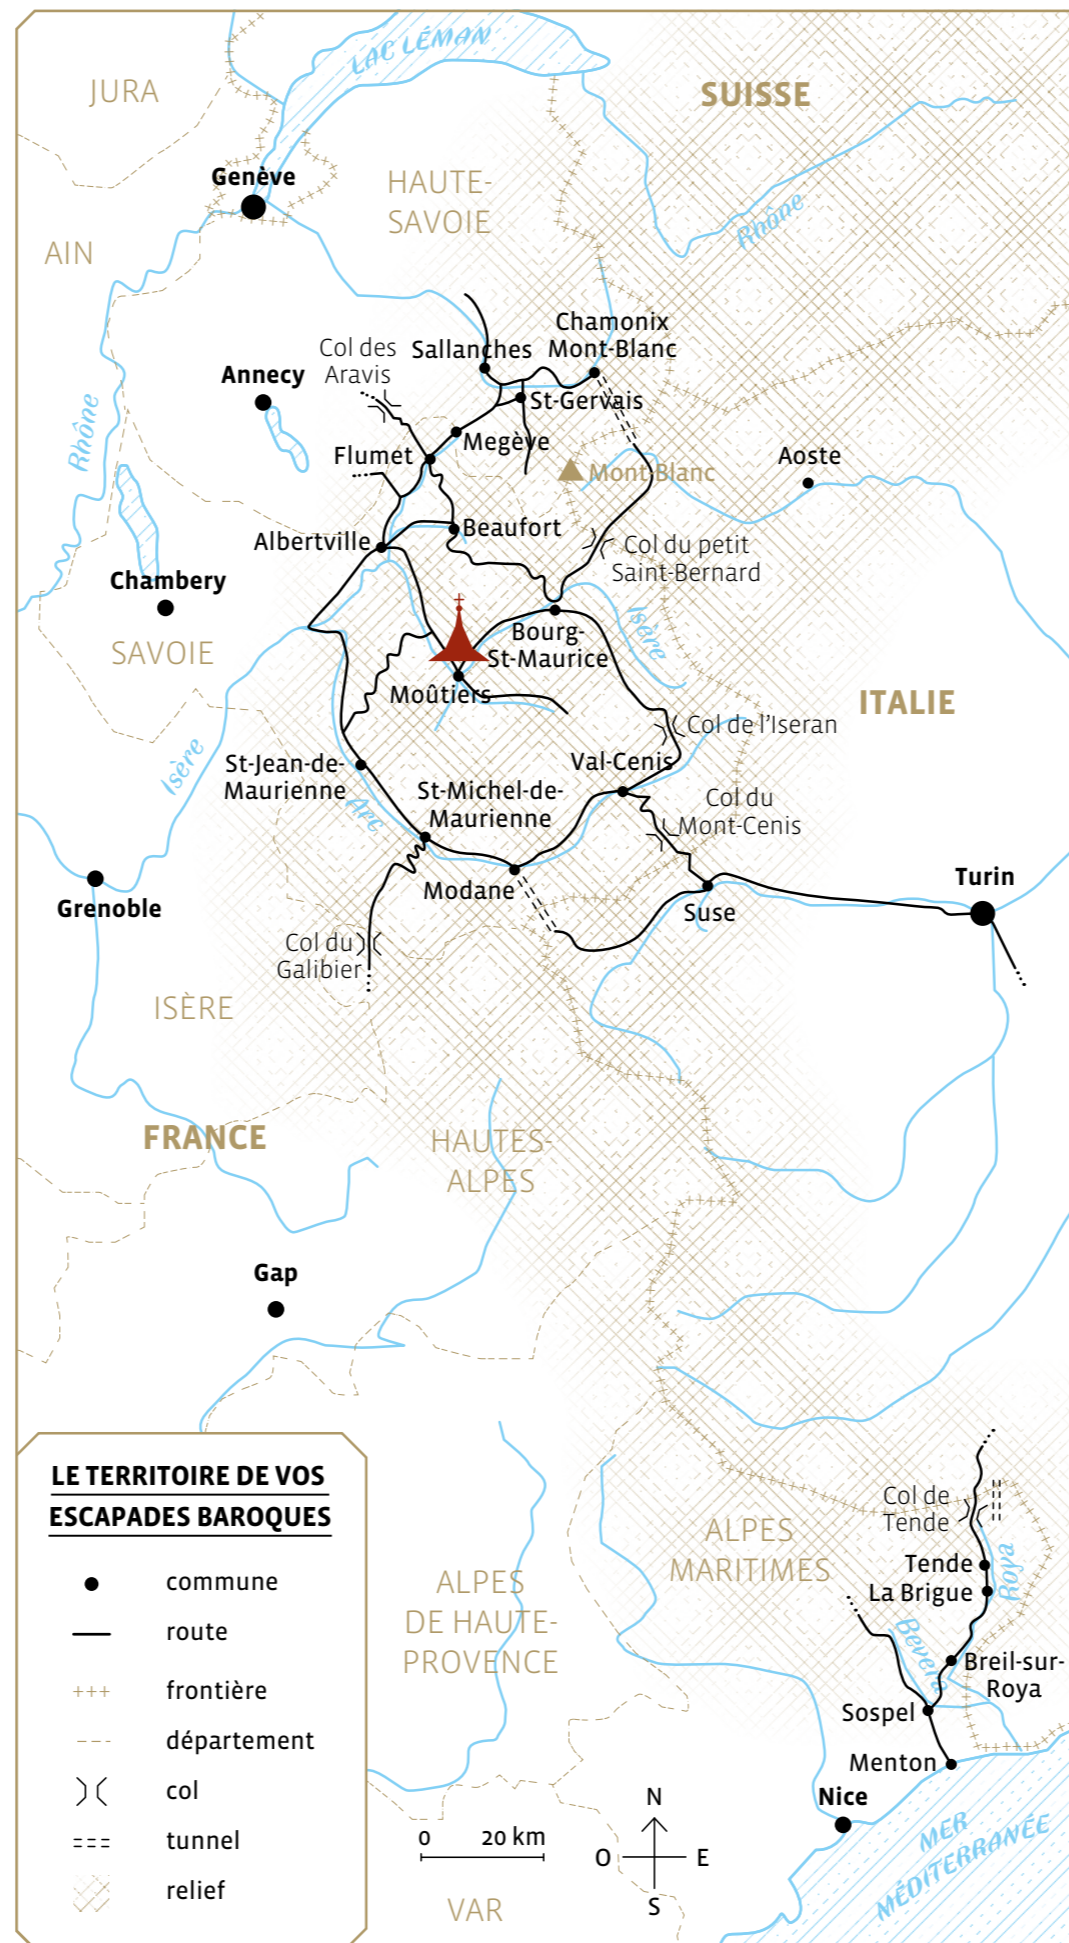 LAC LÉMAN
JURA
SUISSE
Genève
HAUTE-
SAVOIE
Rhône
AIN
Chamonix
Mont-Blanc
Col des
Aravis
Sallanches
Annecy
St-Gervais
Rhône
Megève
Flumet
Mont-Blanc
Aoste
Beaufort
Albertville
Col du petit
Saint-Bernard
Chambery
Isère
SAVOIE
Bourg-
St-Maurice
Moûtiers
ITALIE
Col de l'Iseran
Isère
St-Jean-de-
Maurienne
Val-Cenis
Arc
St-Michel-de-
Maurienne
Col du
Mont-Cenis
Modane
Turin
Grenoble
Suse
Col du
Galibier
ISÈRE
FRANCE
HAUTES-
ALPES
Gap
LE TERRITOIRE DE VOS
ESCAPADES BAROQUES
commune
route
frontière
département
col
tunnel
relief
ALPES
DE HAUTE-
PROVENCE
ALPES
MARITIMES
Col de
Tende
Tende
La Brigue
Roya
Bevera
Breil-sur-
Roya
Sospel
Menton
Nice
MER
MÉDITERRANÉE
0 20 km
N
O E
S
VAR